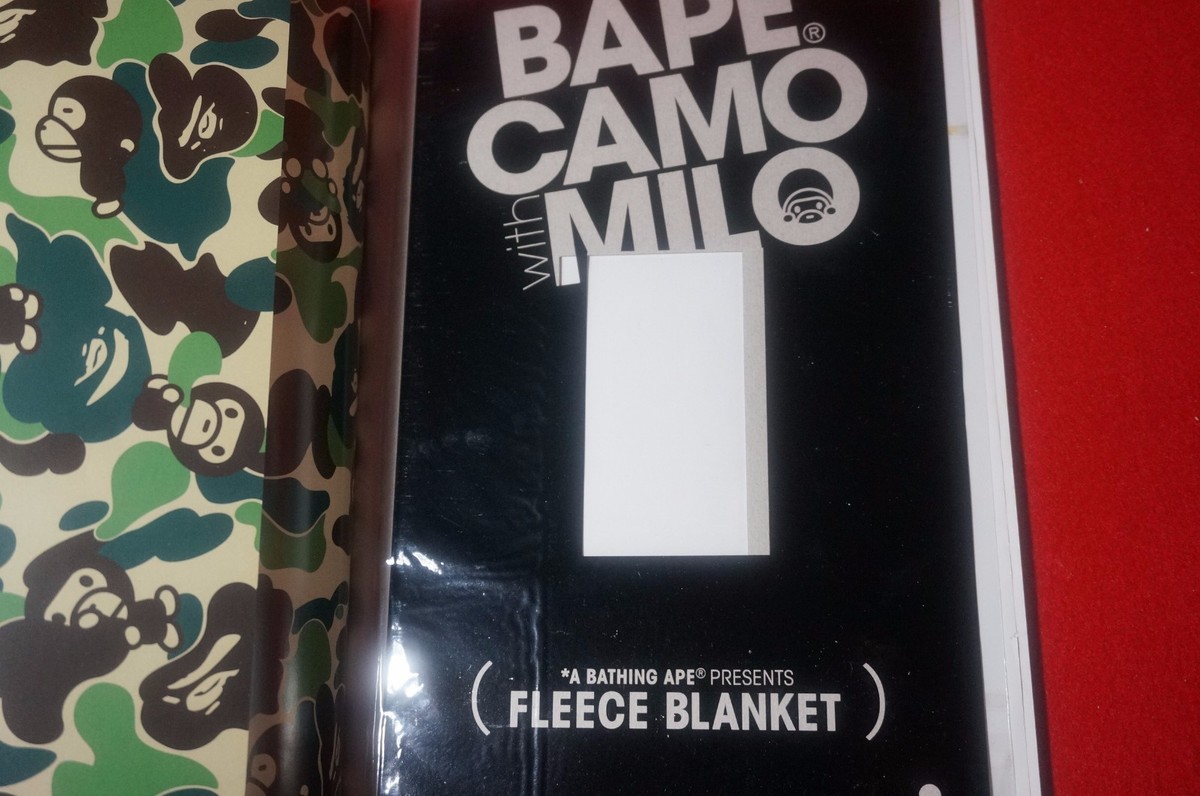 BAPE®
CAMO
with MILO
*A BATHING APE® PRESENTS
(FLEECE BLANKET)